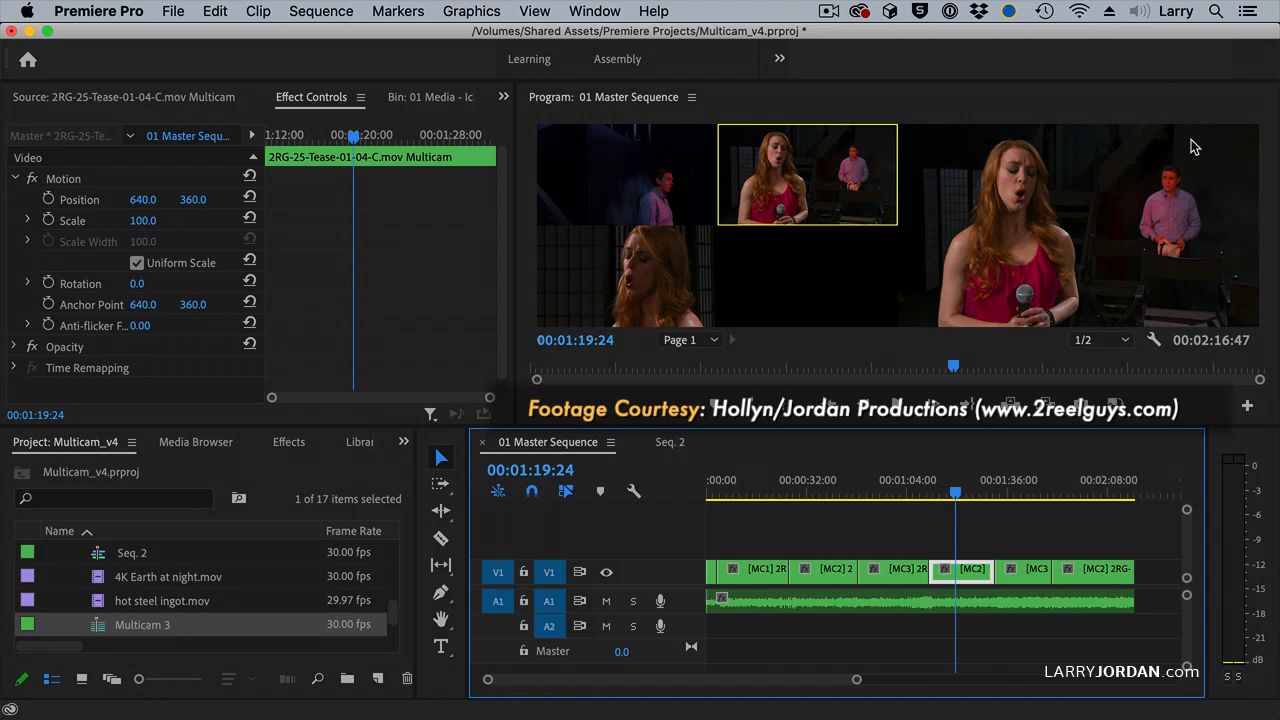 Premiere Pro File Edit Clip Sequence Markers Graphics View Window Help Larry
/Volumes/Shared Assets/Premiere Projects/Multicam_v4.prproj *
Learning Assembly
Source: 2RG-25-Tease-01-04-C.mov Multicam Effect Controls Bin: 01 Media - Ic
Program: 01 Master Sequence
Master * 2RG-25-Te... 01 Master Sequ...
1:12:00 00:01:20:00 00:01:28:00
Video
2RG-25-Tease-01-04-C.mov Multicam
fx Motion
Position 640.0 360.0
Scale 100.0
Scale Width 100.0
Uniform Scale
Rotation 0.0
Anchor Point 640.0 360.0
Anti-flicker F... 0.00
fx Opacity
fx Time Remapping
00:01:19:24
00:01:19:24 Page 1 1/2 00:02:16:47
Footage Courtesy: Hollyn/Jordan Productions (www.2reelguys.com)
Project: Multicam_v4 Media Browser Effects Librai
Multicam_v4.prproj
1 of 17 items selected
Name Frame Rate
Seq. 2 30.00 fps
4K Earth at night.mov 30.00 fps
hot steel ingot.mov 29.97 fps
Multicam 3 30.00 fps
× 01 Master Sequence Seq. 2
00:01:19:24
:00:00 00:00:32:00 00:01:04:00 00:01:36:00 00:02:08:00
V1 V1 fx [MC1] 2R fx [MC2] 2 fx [MC3] 2R fx [MC2] fx [MC3 fx [MC2] 2RG-
A1 A1 M S fx
A2 M S
Master 0.0
0
-3
-6
-9
-12
-15
-18
-21
dB
S S
LARRYJORDAN.com